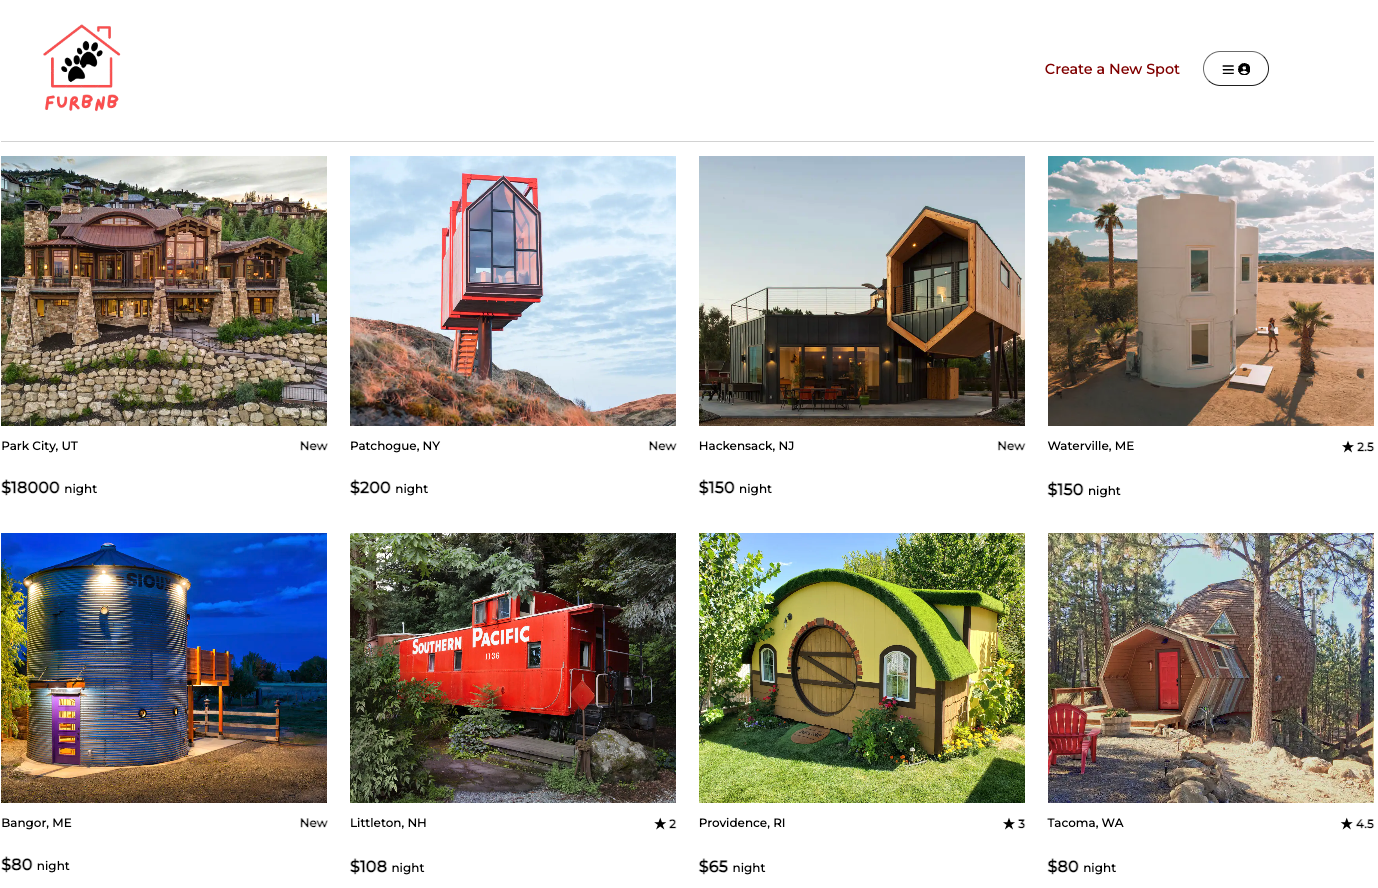 FURBNB
Create a New Spot
Park City, UT New
$18000 night
Patchogue, NY New
$200 night
Hackensack, NJ New
$150 night
Waterville, ME ★ 2.5
$150 night
SIOUX
SOUTHERN PACIFIC
1136
Bangor, ME New
$80 night
Littleton, NH ★ 2
$108 night
Providence, RI ★ 3
$65 night
Tacoma, WA ★ 4.5
$80 night